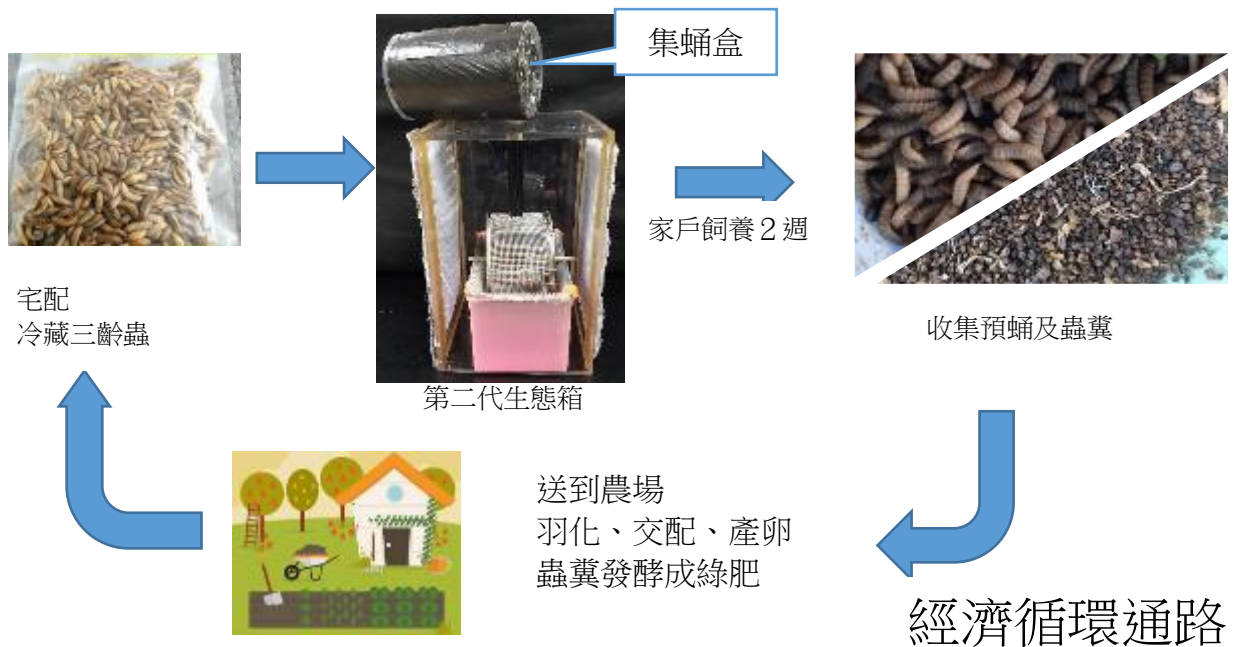 集蛹盒
家戶飼養２週
宅配
冷藏三齡蟲
第二代生態箱
收集預蛹及蟲糞
送到農場
羽化、交配、產卵
蟲糞發酵成綠肥
經濟循環通路